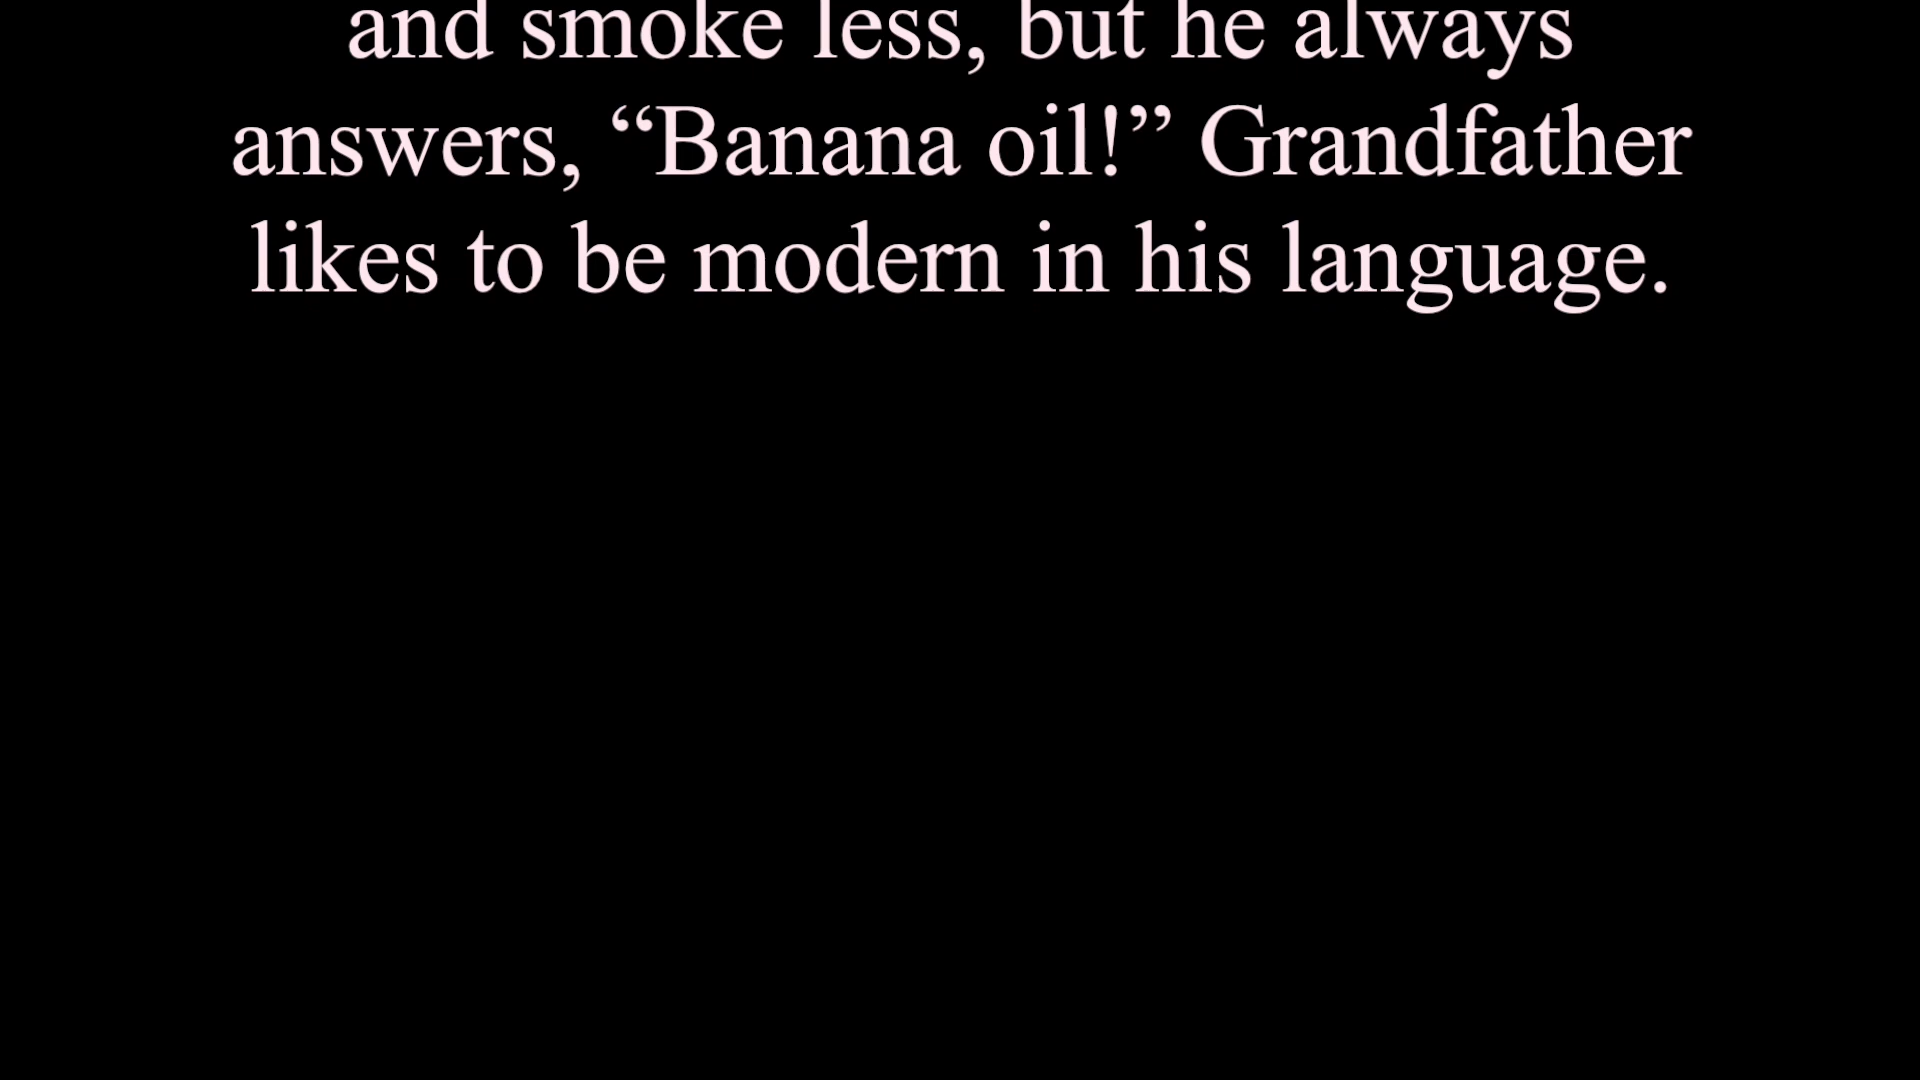 and smoke less, but he always
answers, “Banana oil!” Grandfather
likes to be modern in his language.